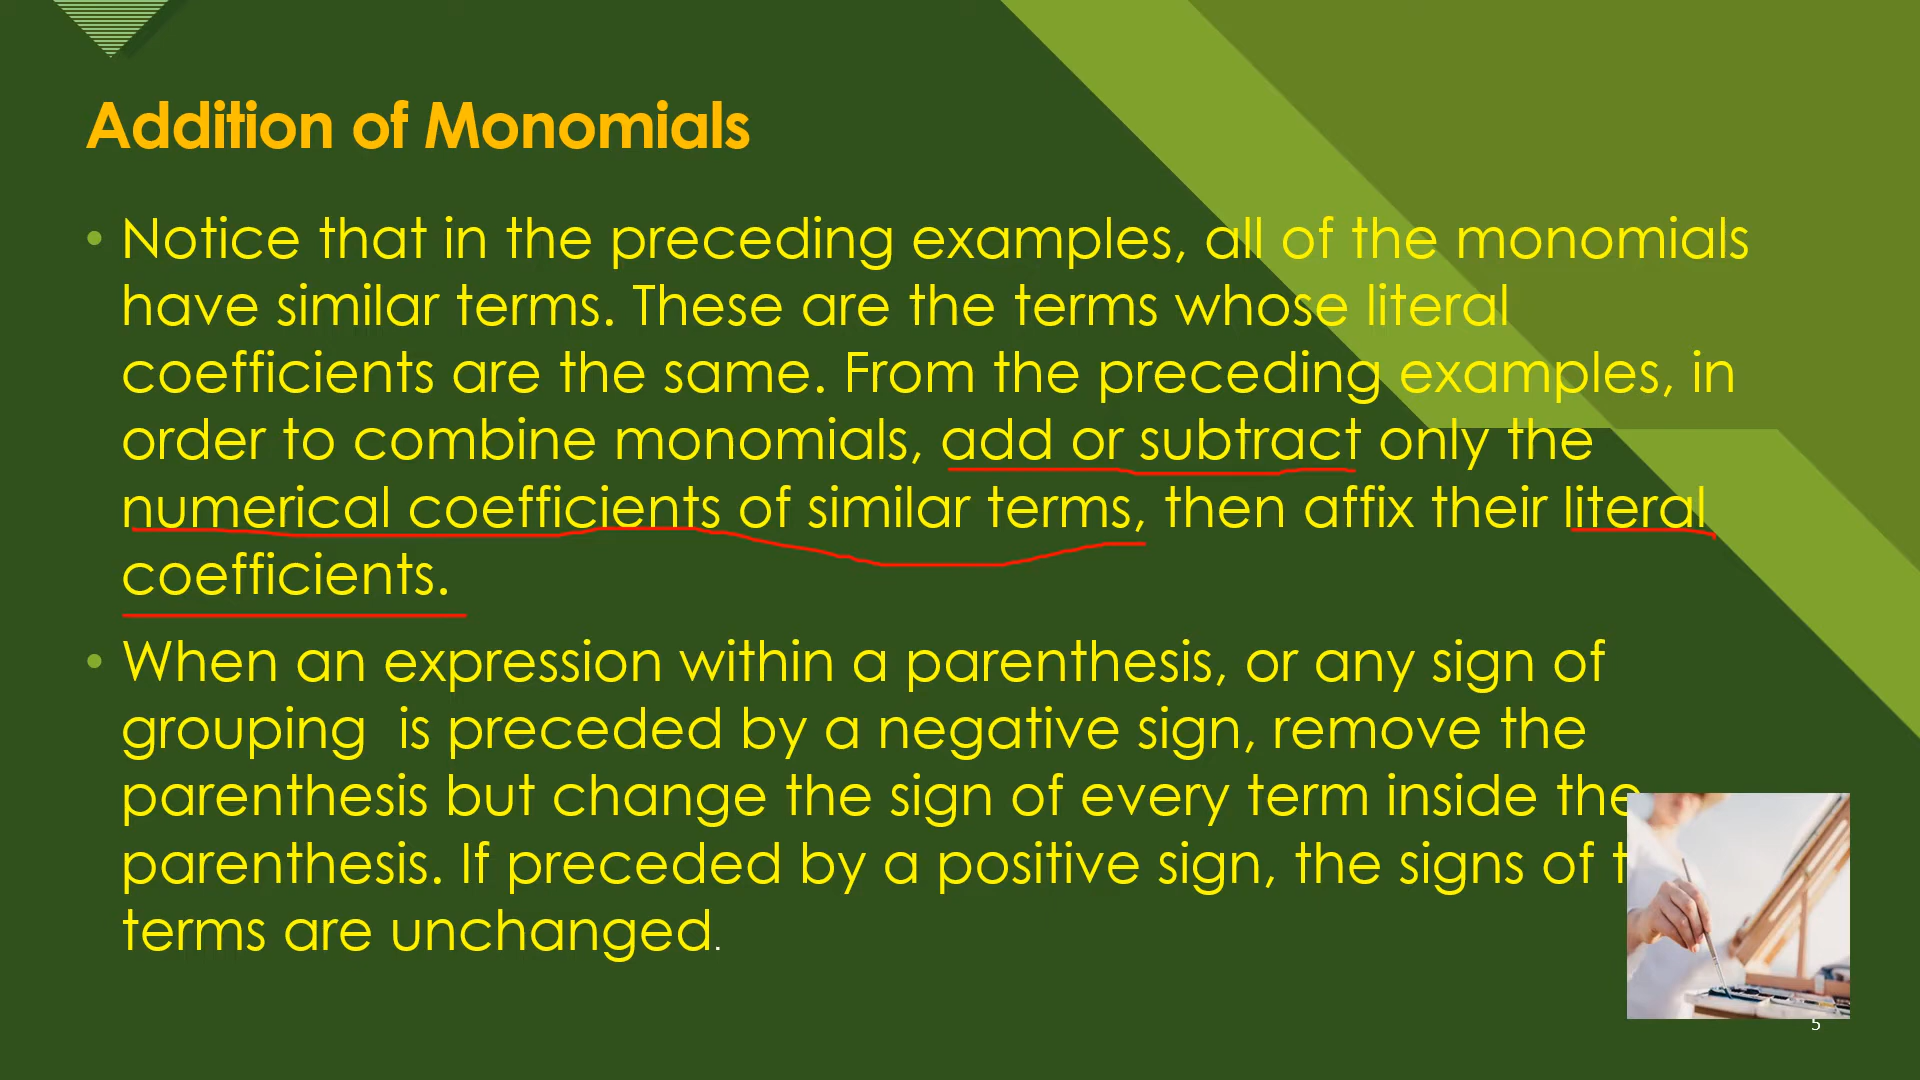 Addition of Monomials
• Notice that in the preceding examples, all of the monomials
have similar terms. These are the terms whose literal
coefficients are the same. From the preceding examples, in
order to combine monomials, add or subtract only the
numerical coefficients of similar terms, then affix their literal
coefficients.
• When an expression within a parenthesis, or any sign of
grouping  is preceded by a negative sign, remove the
parenthesis but change the sign of every term inside the
parenthesis. If preceded by a positive sign, the signs of
terms are unchanged.
5